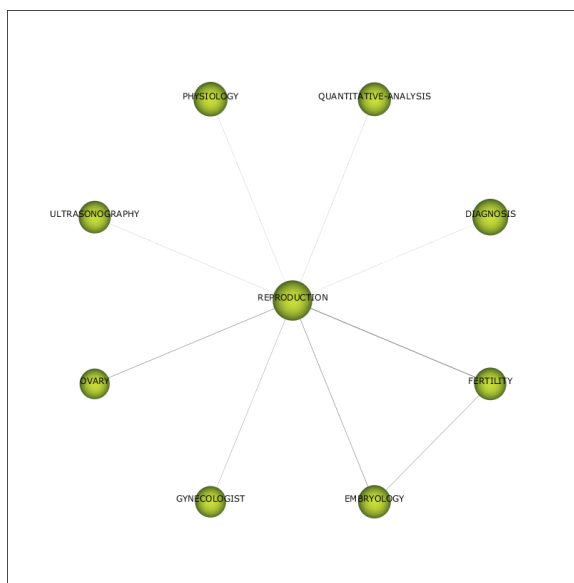 PHYSIOLOGY
QUANTITATIVE-ANALYSIS
ULTRASONOGRAPHY
DIAGNOSIS
REPRODUCTION
OVARY
FERTILITY
GYNECOLOGIST
EMBRYOLOGY